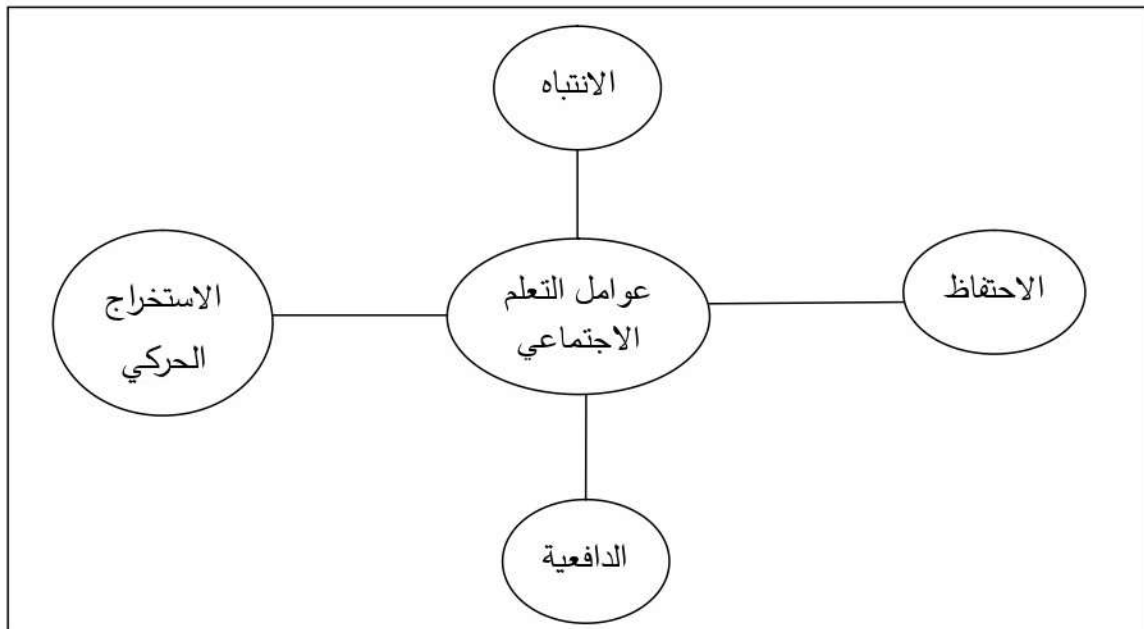 الانتباه
عوامل التعلم
الاجتماعي
الاحتفاظ
الاستخراج
الحركي
الدافعية